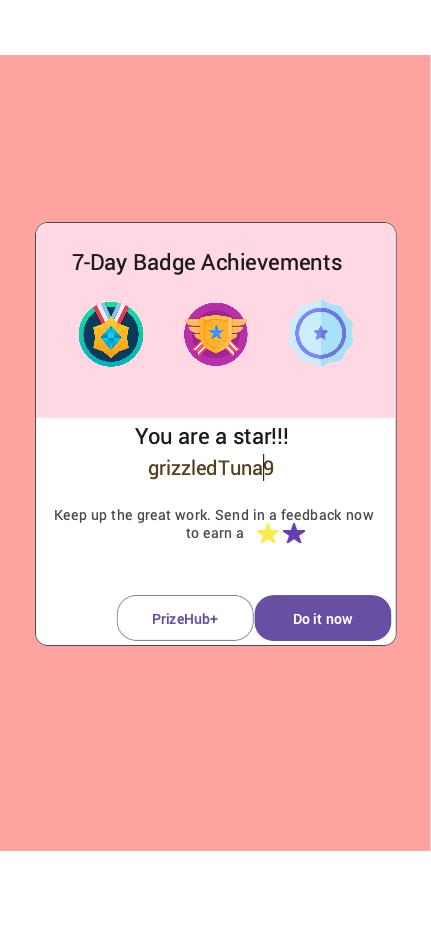 7-Day Badge Achievements
You are a star!!!
grizzledTuna9
Keep up the great work. Send in a feedback now
to earn a
PrizeHub+
Do it now